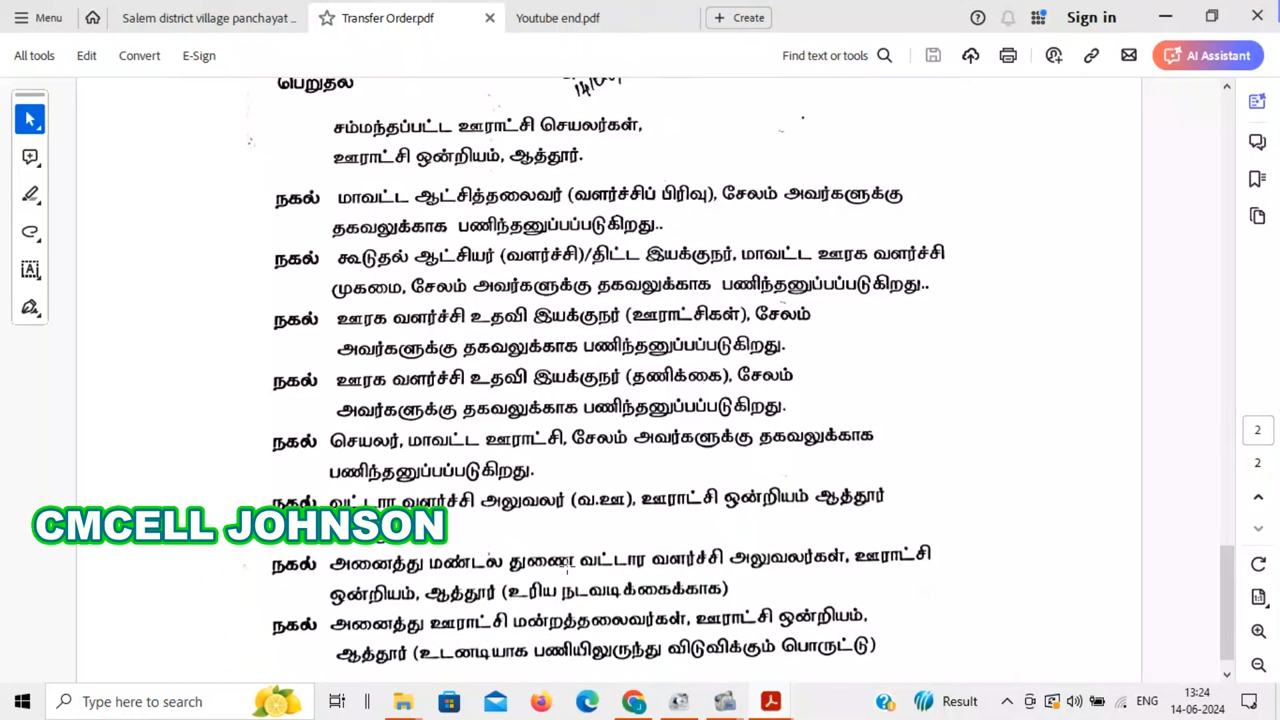 Menu
Salem district village panchayat ...
Transfer Order.pdf
Youtube end.pdf
Create
Sign in
All tools
Edit
Convert
E-Sign
Find text or tools
AI Assistant
பெறுதல்
சம்மந்தப்பட்ட ஊராட்சி செயலர்கள்,
ஊராட்சி ஒன்றியம், ஆத்தூர்.
நகல் மாவட்ட ஆட்சித்தலைவர் (வளர்ச்சிப் பிரிவு), சேலம் அவர்களுக்கு
தகவலுக்காக பணிந்தனுப்பப்படுகிறது..
நகல் கூடுதல் ஆட்சியர் (வளர்ச்சி)/திட்ட இயக்குநர், மாவட்ட ஊரக வளர்ச்சி
முகமை, சேலம் அவர்களுக்கு தகவலுக்காக பணிந்தனுப்பப்படுகிறது..
நகல் ஊரக வளர்ச்சி உதவி இயக்குநர் (ஊராட்சிகள்), சேலம்
அவர்களுக்கு தகவலுக்காக பணிந்தனுப்பப்படுகிறது.
நகல் ஊரக வளர்ச்சி உதவி இயக்குநர் (தணிக்கை), சேலம்
அவர்களுக்கு தகவலுக்காக பணிந்தனுப்பப்படுகிறது.
நகல் செயலர், மாவட்ட ஊராட்சி, சேலம் அவர்களுக்கு தகவலுக்காக
பணிந்தனுப்பப்படுகிறது.
நகல் வட்டார வளர்ச்சி அலுவலர் (வ.ஊ), ஊராட்சி ஒன்றியம் ஆத்தூர்
CMCELL JOHNSON
நகல் அனைத்து மண்டல துணை வட்டார வளர்ச்சி அலுவலர்கள், ஊராட்சி
ஒன்றியம், ஆத்தூர் (உரிய நடவடிக்கைக்காக)
நகல் அனைத்து ஊராட்சி மன்றத்தலைவர்கள், ஊராட்சி ஒன்றியம்,
ஆத்தூர் (உடனடியாக பணியிலுருந்து விடுவிக்கும் பொருட்டு)
2
2
Type here to search
Result
ENG
13:24
14-06-2024